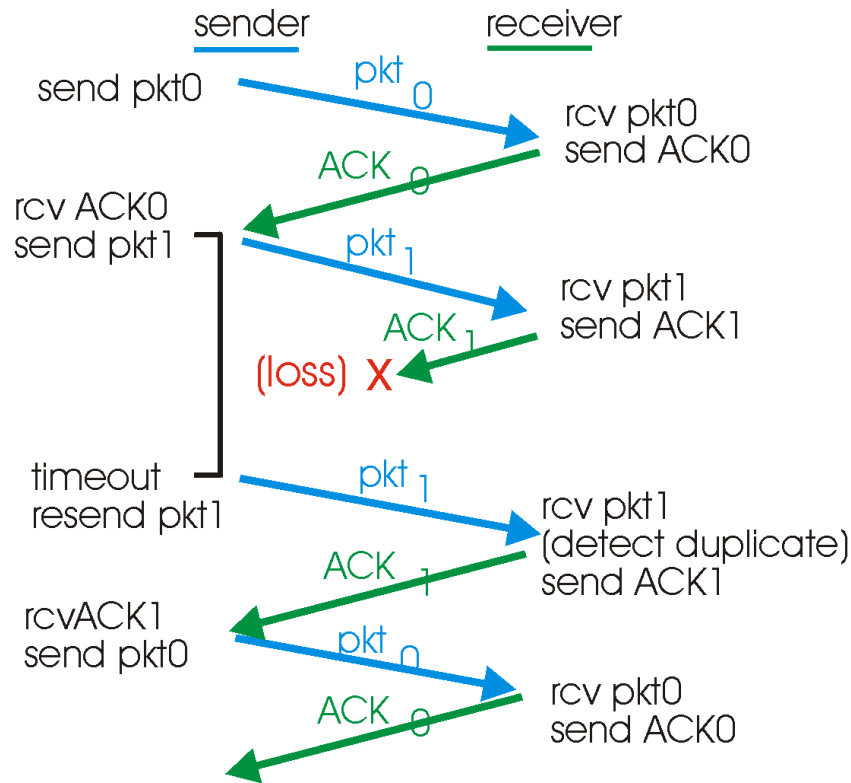 sender
receiver
send pkt0
pkt 0
rcv pkt0
send ACK0
ACK 0
rcv ACK0
send pkt1
pkt 1
rcv pkt1
send ACK1
ACK 1
(loss) X
timeout
resend pkt1
pkt 1
rcv pkt1
(detect duplicate)
send ACK1
ACK 1
rcvACK1
send pkt0
pkt 0
rcv pkt0
send ACK0
ACK 0